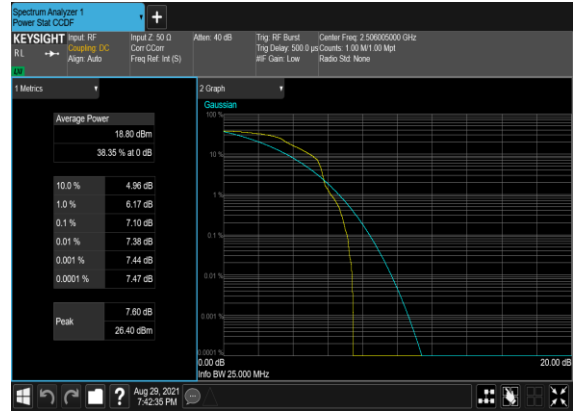 Spectrum Analyzer 1
Power Stat CCDF
KEYSIGHT
R L
LXI
Input: RF
Coupling: DC
Align: Auto
Input Z: 50 Ω
Corr CCorr
Freq Ref: Int (S)
Atten: 40 dB
Trig: RF Burst
Trig Delay: 500.0 µs
#IF Gain: Low
Center Freq: 2.506005000 GHz
Counts: 1.00 M/1.00 Mpt
Radio Std: None
1 Metrics
Average Power
18.80 dBm
38.35 % at 0 dB
10.0 % 4.96 dB
1.0 % 6.17 dB
0.1 % 7.10 dB
0.01 % 7.38 dB
0.001 % 7.44 dB
0.0001 % 7.47 dB
Peak 7.60 dB
26.40 dBm
2 Graph
Gaussian
100 %
10 %
1 %
0.1 %
0.01 %
0.001 %
0.0001 %
0.00 dB 20.00 dB
Info BW 25.000 MHz
?
Aug 29, 2021
7:42:35 PM